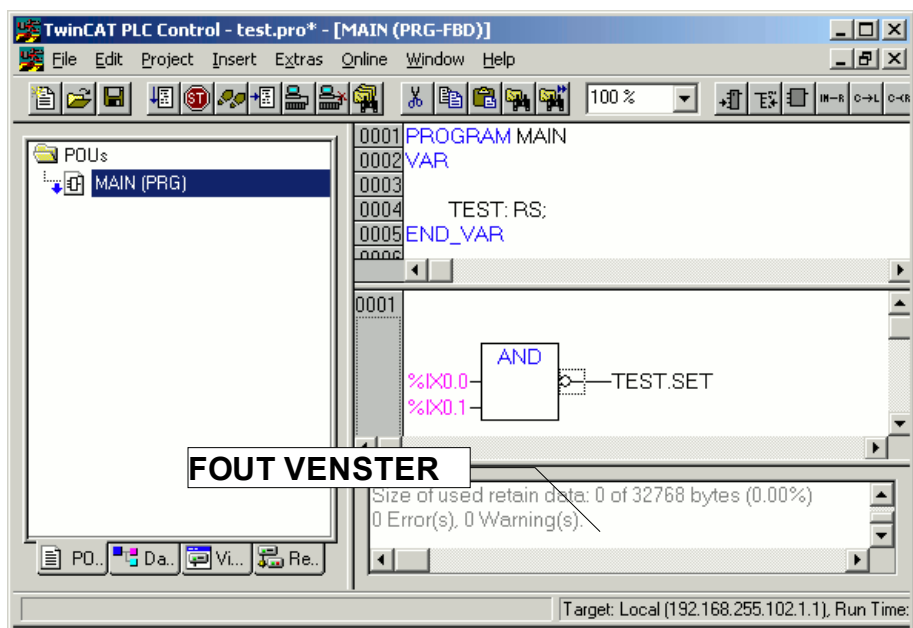 TwinCAT PLC Control - test.pro* - [MAIN (PRG-FBD)]
File Edit Project Insert Extras Online Window Help
100 %
POUs
MAIN (PRG)
0001 PROGRAM MAIN
0002 VAR
0003
0004 TEST: RS;
0005 END_VAR
0006
0001
AND
%IX0.0
TEST.SET
%IX0.1
FOUT VENSTER
Size of used retain data: 0 of 32768 bytes (0.00%)
0 Error(s), 0 Warning(s).
PO.. Da.. Vi... Re..
Target: Local (192.168.255.102.1.1), Run Time: